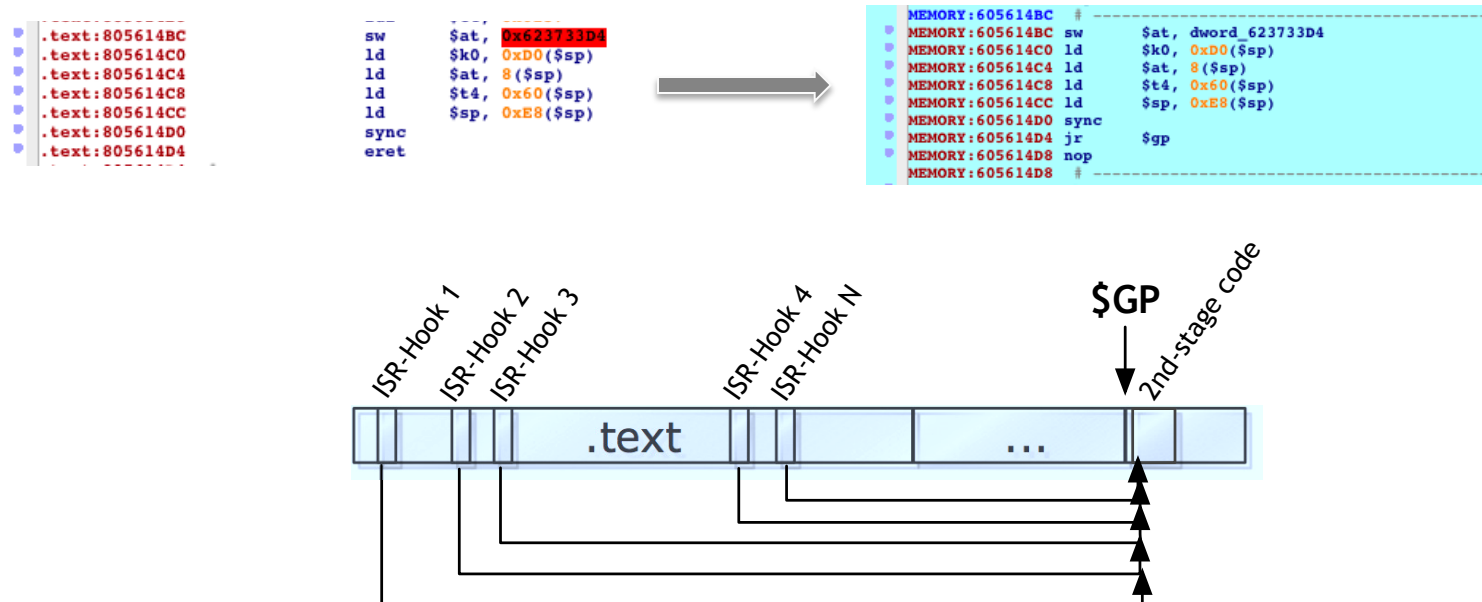 .text:805614BC sw $at, 0x623733D4
.text:805614C0 ld $k0, 0xD0($sp)
.text:805614C4 ld $at, 8($sp)
.text:805614C8 ld $t4, 0x60($sp)
.text:805614CC ld $sp, 0xE8($sp)
.text:805614D0 sync
.text:805614D4 eret
MEMORY:605614BC # ---------------------------------------------
MEMORY:605614BC sw $at, dword_623733D4
MEMORY:605614C0 ld $k0, 0xD0($sp)
MEMORY:605614C4 ld $at, 8($sp)
MEMORY:605614C8 ld $t4, 0x60($sp)
MEMORY:605614CC ld $sp, 0xE8($sp)
MEMORY:605614D0 sync
MEMORY:605614D4 jr $gp
MEMORY:605614D8 nop
MEMORY:605614D8 # ---------------------------------------------
ISR-Hook 1
ISR-Hook 2
ISR-Hook 3
ISR-Hook 4
ISR-Hook N
$GP
2nd-stage code
.text
...